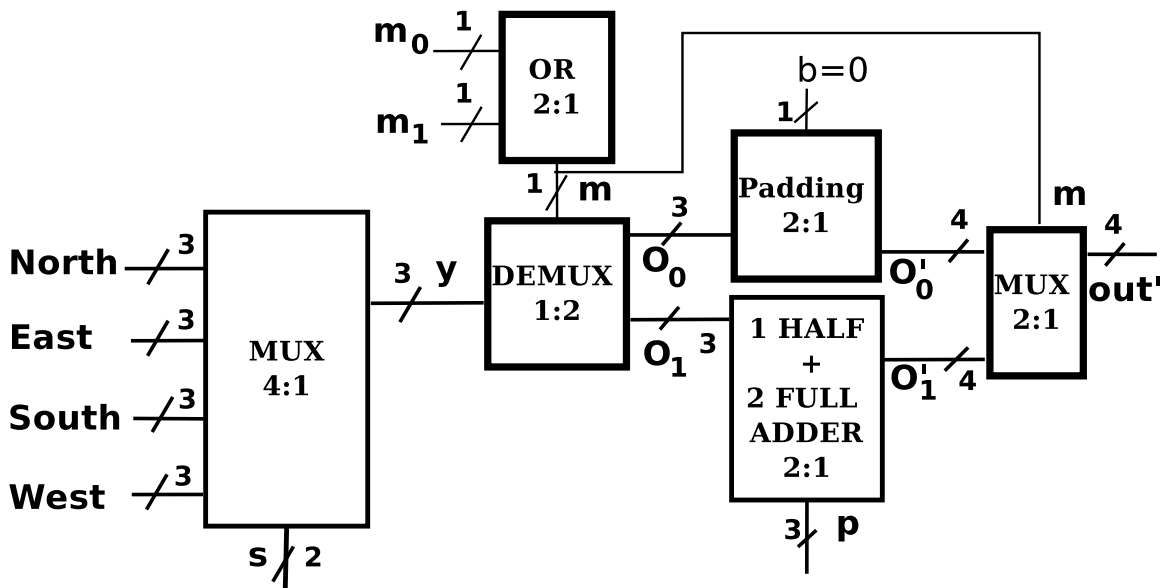 m0 1
m1 1
OR
2:1
1 m
b=0
1
Padding
2:1
m
North 3
East 3
South 3
West 3
MUX
4:1
s 2
3 y
DEMUX
1:2
3
O0
O1 3
1 HALF
+
2 FULL
ADDER
2:1
3 p
4
O'0
O'1 4
MUX
2:1
4
out'